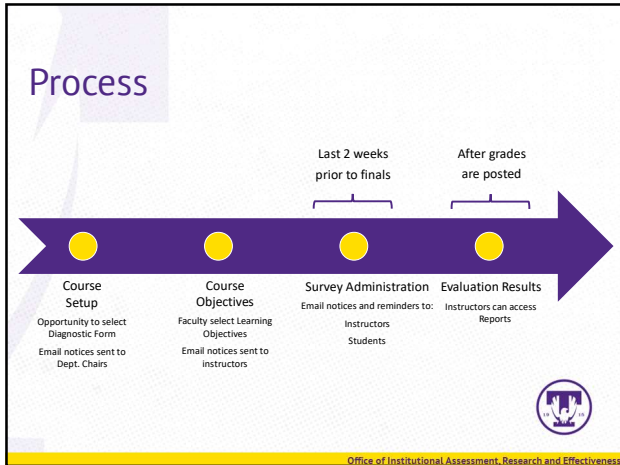 Process
Last 2 weeks
prior to finals
After grades
are posted
Course
Setup
Opportunity to select
Diagnostic Form
Email notices sent to
Dept. Chairs
Course
Objectives
Faculty select Learning
Objectives
Email notices sent to
instructors
Survey Administration
Email notices and reminders to:
Instructors
Students
Evaluation Results
Instructors can access
Reports
T
Office of Institutional Assessment, Research and Effectiveness